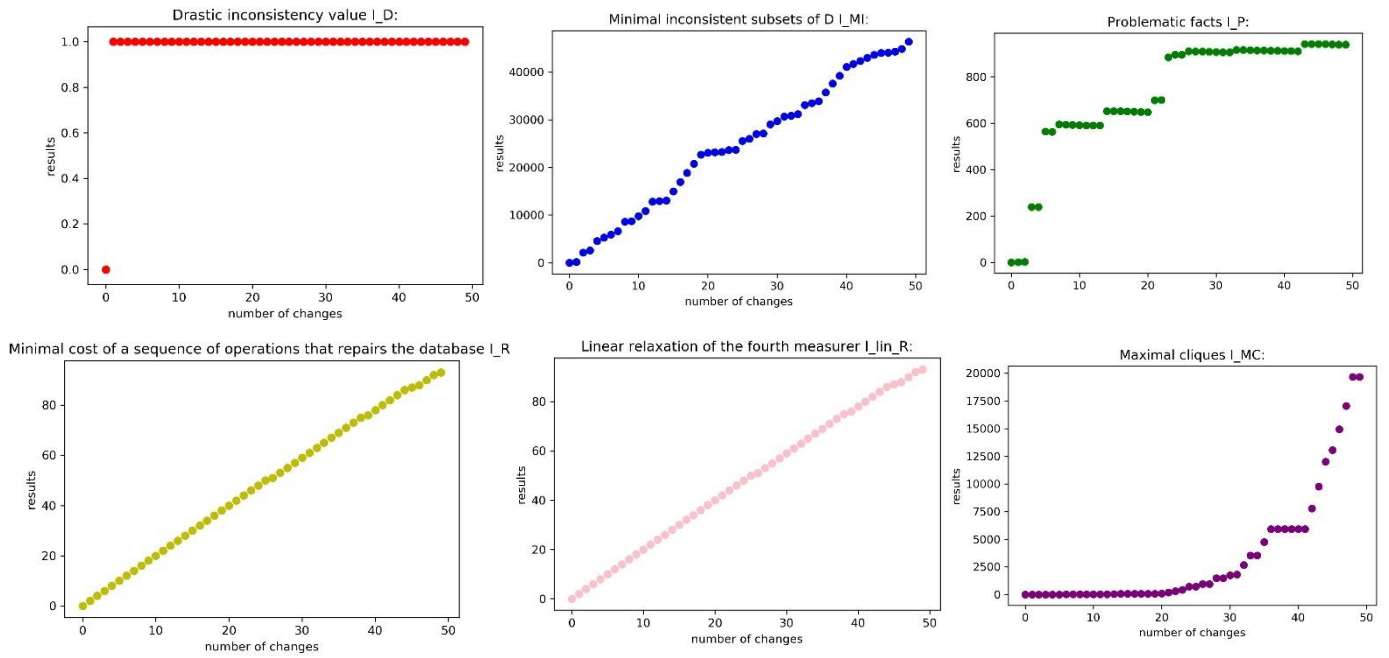 Drastic inconsistency value I_D:
1.0
0.8
0.6
0.4
0.2
0.0
results
0 10 20 30 40 50
number of changes
Minimal inconsistent subsets of D I_MI:
40000
30000
20000
10000
0
results
0 10 20 30 40 50
number of changes
Problematic facts I_P:
800
600
400
200
0
results
0 10 20 30 40 50
number of changes
Minimal cost of a sequence of operations that repairs the database I_R
80
60
40
20
0
results
0 10 20 30 40 50
number of changes
Linear relaxation of the fourth measurer I_lin_R:
80
60
40
20
0
results
0 10 20 30 40 50
number of changes
Maximal cliques I_MC:
20000
17500
15000
12500
10000
7500
5000
2500
0
results
0 10 20 30 40 50
number of changes